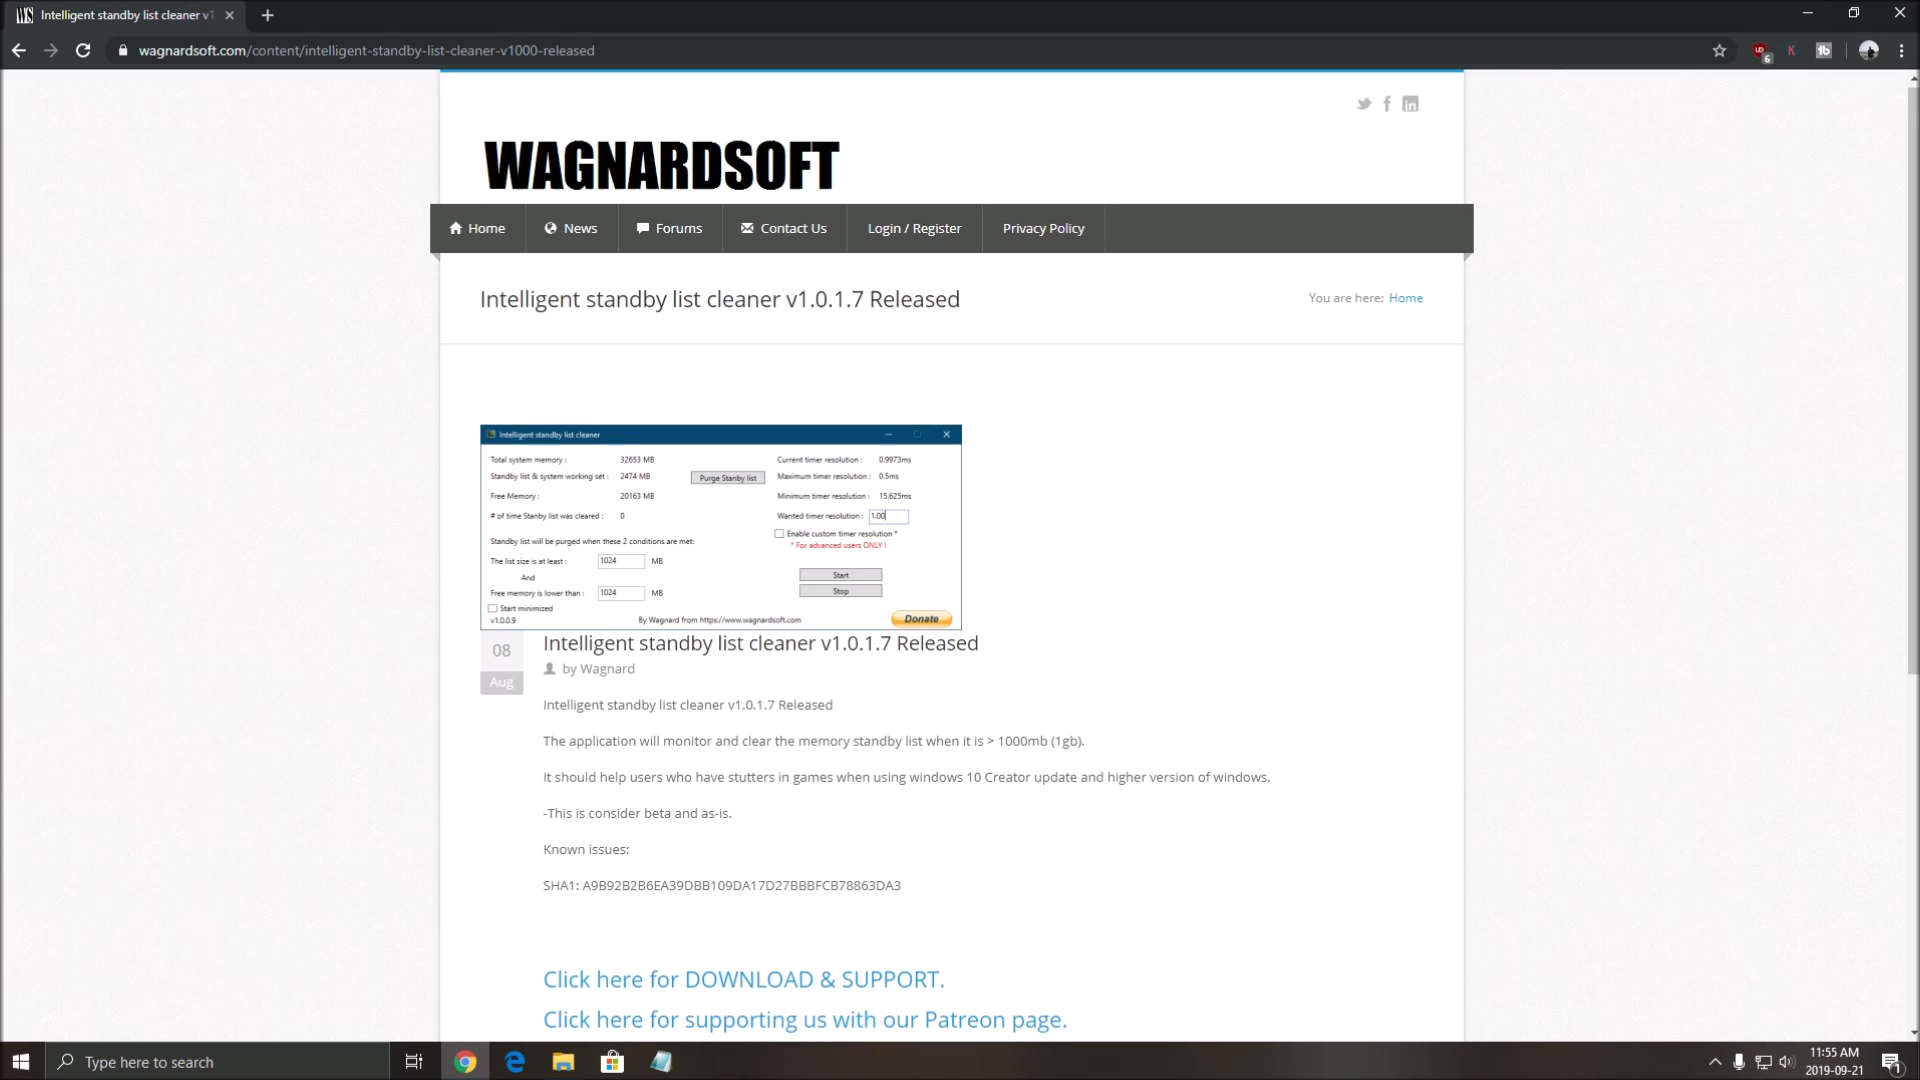 Intelligent standby list cleaner v1
wagnardsoft.com/content/intelligent-standby-list-cleaner-v1000-released
UD
6
K
tb
WAGNARDSOFT
Home
News
Forums
Contact Us
Login / Register
Privacy Policy
Intelligent standby list cleaner v1.0.1.7 Released
You are here: Home
Intelligent standby list cleaner
Total system memory : 32653 MB
Standby list & system working set : 2474 MB
Purge Stanby list
Free Memory : 20163 MB
# of time Stanby list was cleared : 0
Standby list will be purged when these 2 conditions are met:
The list size is at least : 1024 MB
And
Free memory is lower than : 1024 MB
Start minimized
v1.0.0.9
By Wagnard from https://www.wagnardsoft.com
Current timer resolution : 0.9973ms
Maximum timer resolution : 0.5ms
Minimum timer resolution : 15.625ms
Wanted timer resolution : 1.00
Enable custom timer resolution *
* For advanced users ONLY !
Start
Stop
Donate
08
Aug
Intelligent standby list cleaner v1.0.1.7 Released
by Wagnard
Intelligent standby list cleaner v1.0.1.7 Released
The application will monitor and clear the memory standby list when it is > 1000mb (1gb).
It should help users who have stutters in games when using windows 10 Creator update and higher version of windows.
-This is consider beta and as-is.
Known issues:
SHA1: A9B92B2B6EA39DBB109DA17D27BBBFCB78863DA3
Click here for DOWNLOAD & SUPPORT.
Click here for supporting us with our Patreon page.
Type here to search
11:55 AM
2019-09-21
1